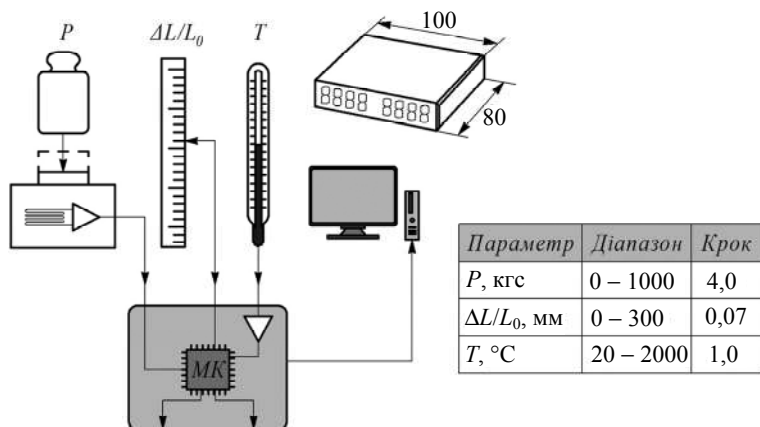 P ΔL/L₀ T
100
8888 8888
80
МК
Параметр Діапазон Крок
P, кгс 0 – 1000 4,0
ΔL/L₀, мм 0 – 300 0,07
T, °C 20 – 2000 1,0